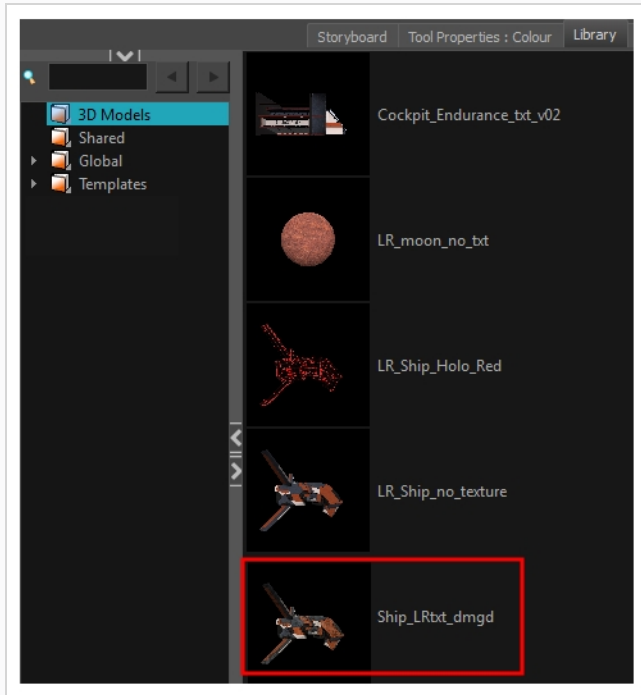 Storyboard Tool Properties : Colour Library
3D Models
Shared
Global
Templates
Cockpit_Endurance_txt_v02
LR_moon_no_txt
LR_Ship_Holo_Red
LR_Ship_no_texture
Ship_LRtxt_dmgd